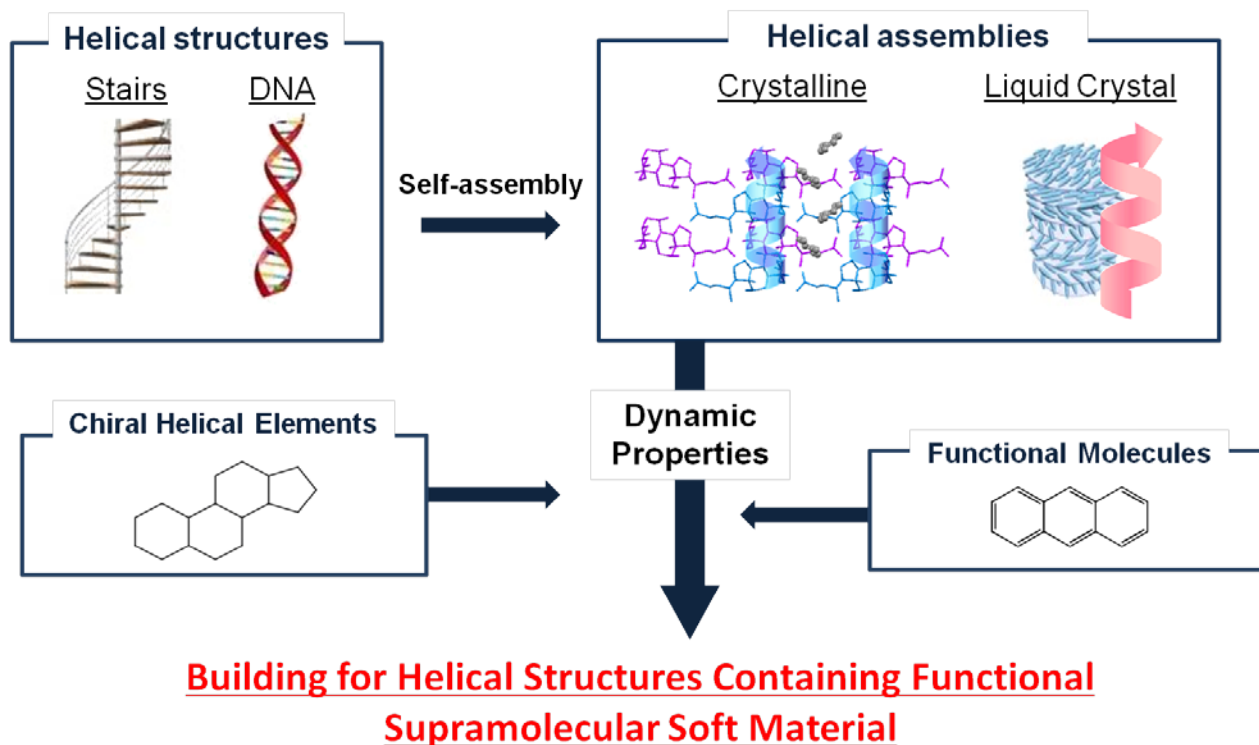 Helical structures
Stairs
DNA
Self-assembly
Helical assemblies
Crystalline
Liquid Crystal
Chiral Helical Elements
Dynamic
Properties
Functional Molecules
Building for Helical Structures Containing Functional
Supramolecular Soft Material